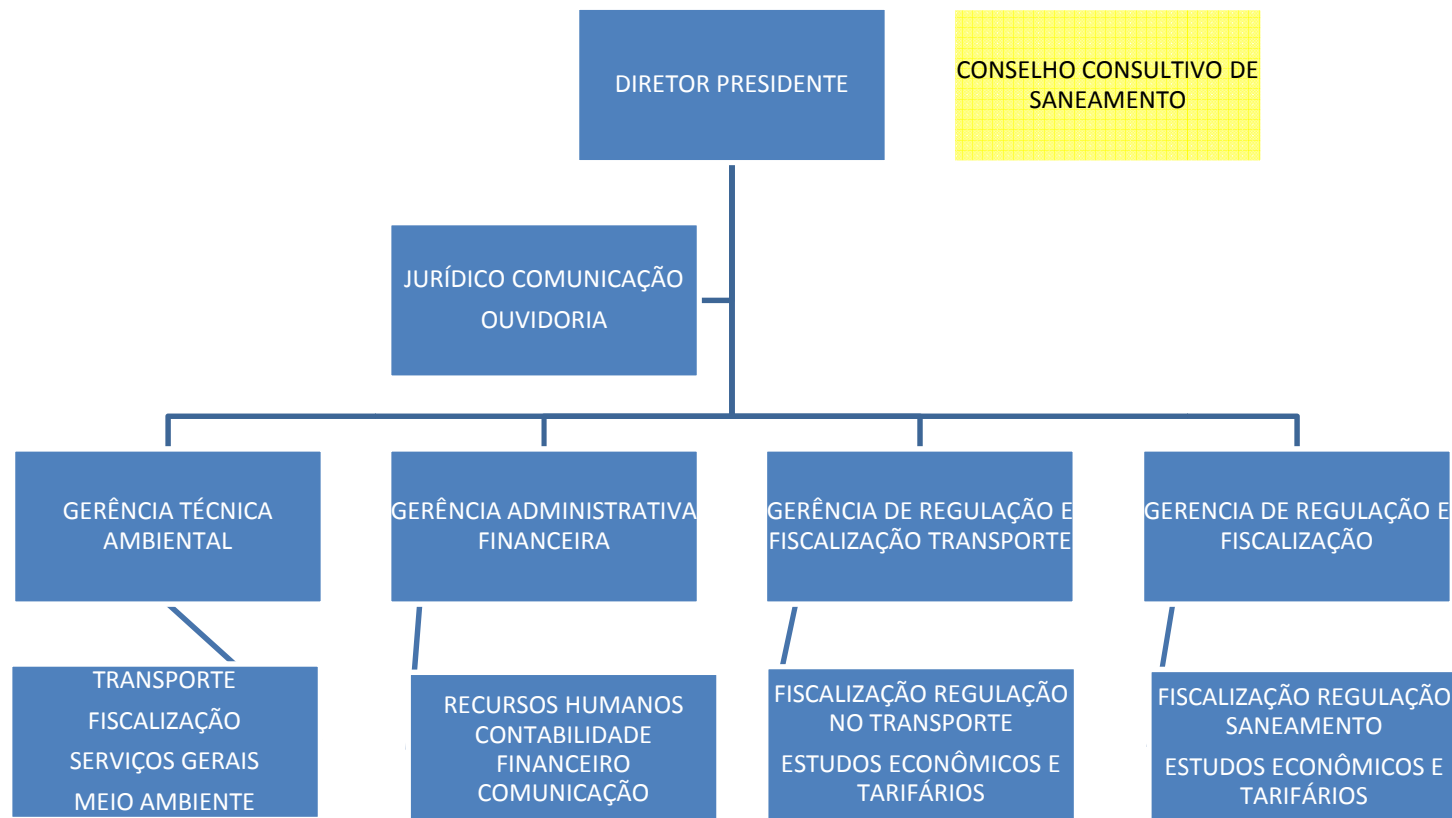 DIRETOR PRESIDENTE
CONSELHO CONSULTIVO DE
SANEAMENTO
JURÍDICO COMUNICAÇÃO
OUVIDORIA
GERÊNCIA TÉCNICA
AMBIENTAL
GERÊNCIA ADMINISTRATIVA
FINANCEIRA
GERÊNCIA DE REGULAÇÃO E
FISCALIZAÇÃO TRANSPORTE
GERENCIA DE REGULAÇÃO E
FISCALIZAÇÃO
TRANSPORTE
FISCALIZAÇÃO
SERVIÇOS GERAIS
MEIO AMBIENTE
RECURSOS HUMANOS
CONTABILIDADE
FINANCEIRO
COMUNICAÇÃO
FISCALIZAÇÃO REGULAÇÃO
NO TRANSPORTE
ESTUDOS ECONÔMICOS E
TARIFÁRIOS
FISCALIZAÇÃO REGULAÇÃO
SANEAMENTO
ESTUDOS ECONÔMICOS E
TARIFÁRIOS